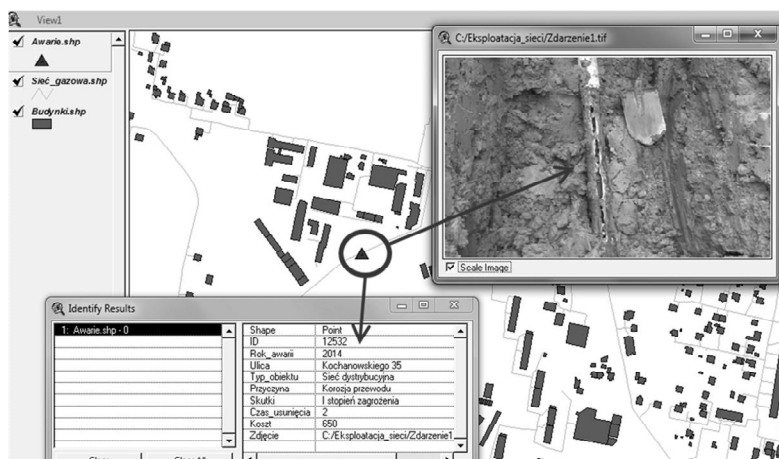 View1
Awarie.shp
Sieć_gazowa.shp
Budynki.shp
C:/Eksploatacja_sieci/Zdarzenie1.tif
Scale Image
Identify Results
1: Awarie.shp - 0
Shape Point
ID 12532
Rok_awarii 2014
Ulica Kochanowskiego 35
Typ_obiektu Sieć dystrybucyjna
Przyczyna Korozja przewodu
Skutki I stopień zagrożenia
Czas_usunięcia 2
Koszt 650
Zdjęcie C:/Eksploatacja_sieci/Zdarzenie1